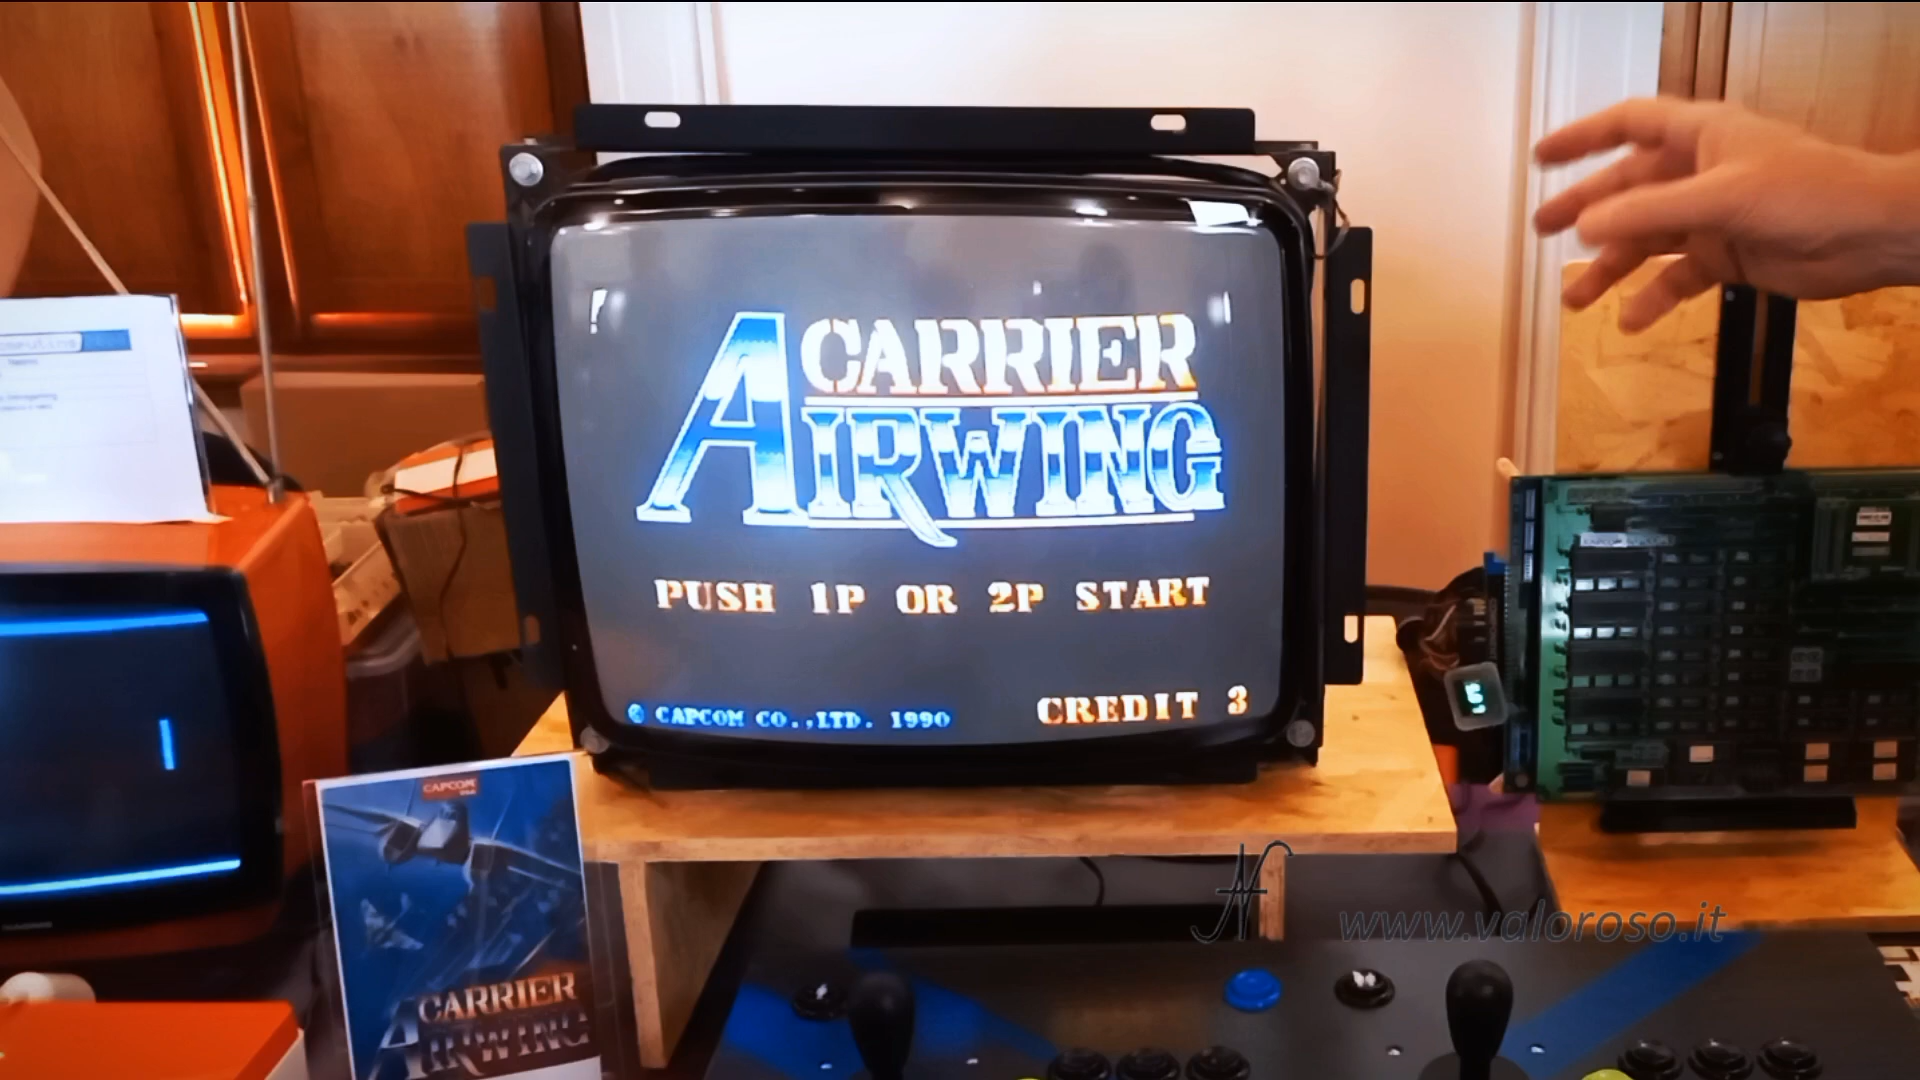 CARRIER
AIRWING
PUSH 1P OR 2P START
© CAPCOM CO.,LTD. 1990
CREDIT 3
CAPCOM
CARRIER
AIRWING
www.valoroso.it